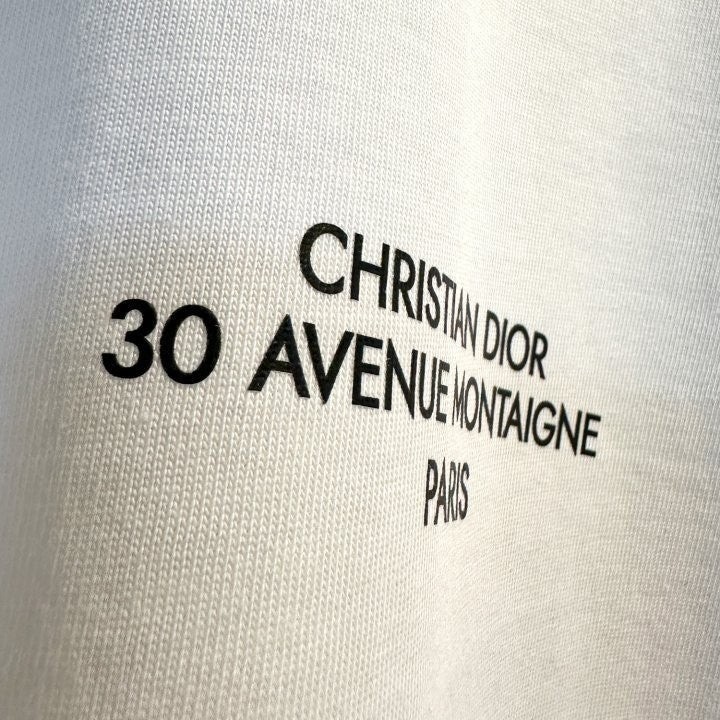 CHRISTIAN DIOR
30 AVENUE MONTAIGNE
PARIS